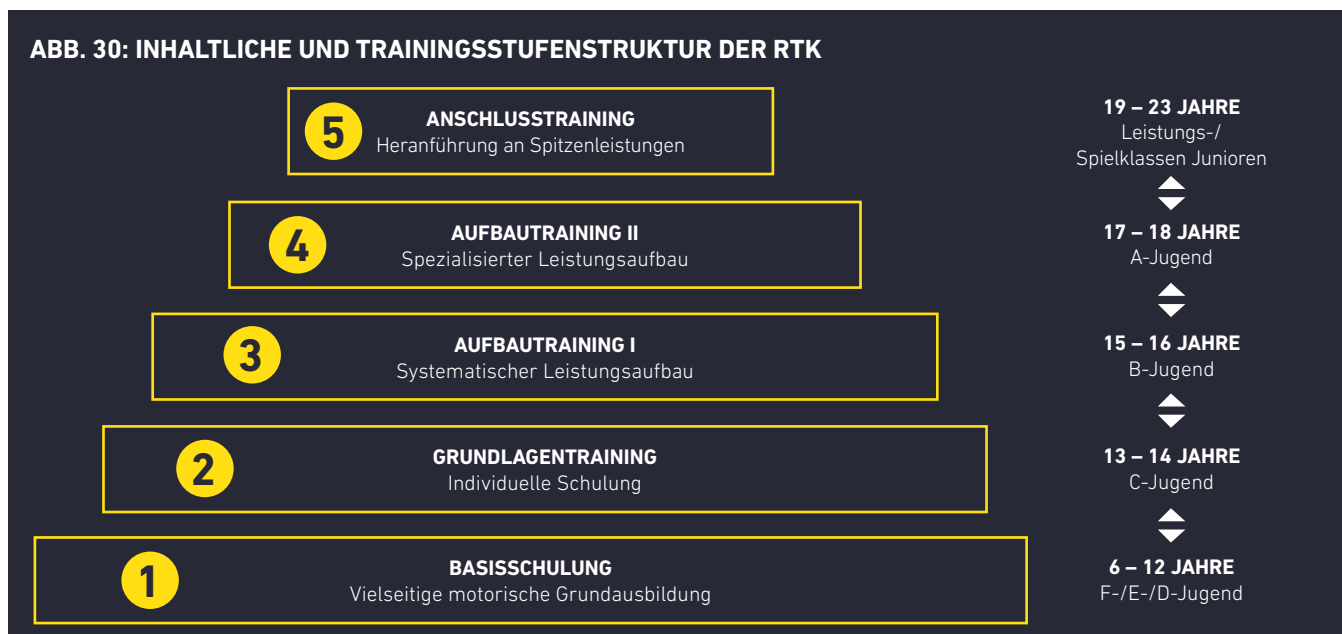 ABB. 30: INHALTLICHE UND TRAININGSSTUFENSTRUKTUR DER RTK
5
ANSCHLUSSTRAINING
Heranführung an Spitzenleistungen
19 – 23 JAHRE
Leistungs-/
Spielklassen Junioren
4
AUFBAUTRAINING II
Spezialisierter Leistungsaufbau
17 – 18 JAHRE
A-Jugend
3
AUFBAUTRAINING I
Systematischer Leistungsaufbau
15 – 16 JAHRE
B-Jugend
2
GRUNDLAGENTRAINING
Individuelle Schulung
13 – 14 JAHRE
C-Jugend
1
BASISSCHULUNG
Vielseitige motorische Grundausbildung
6 – 12 JAHRE
F-/E-/D-Jugend